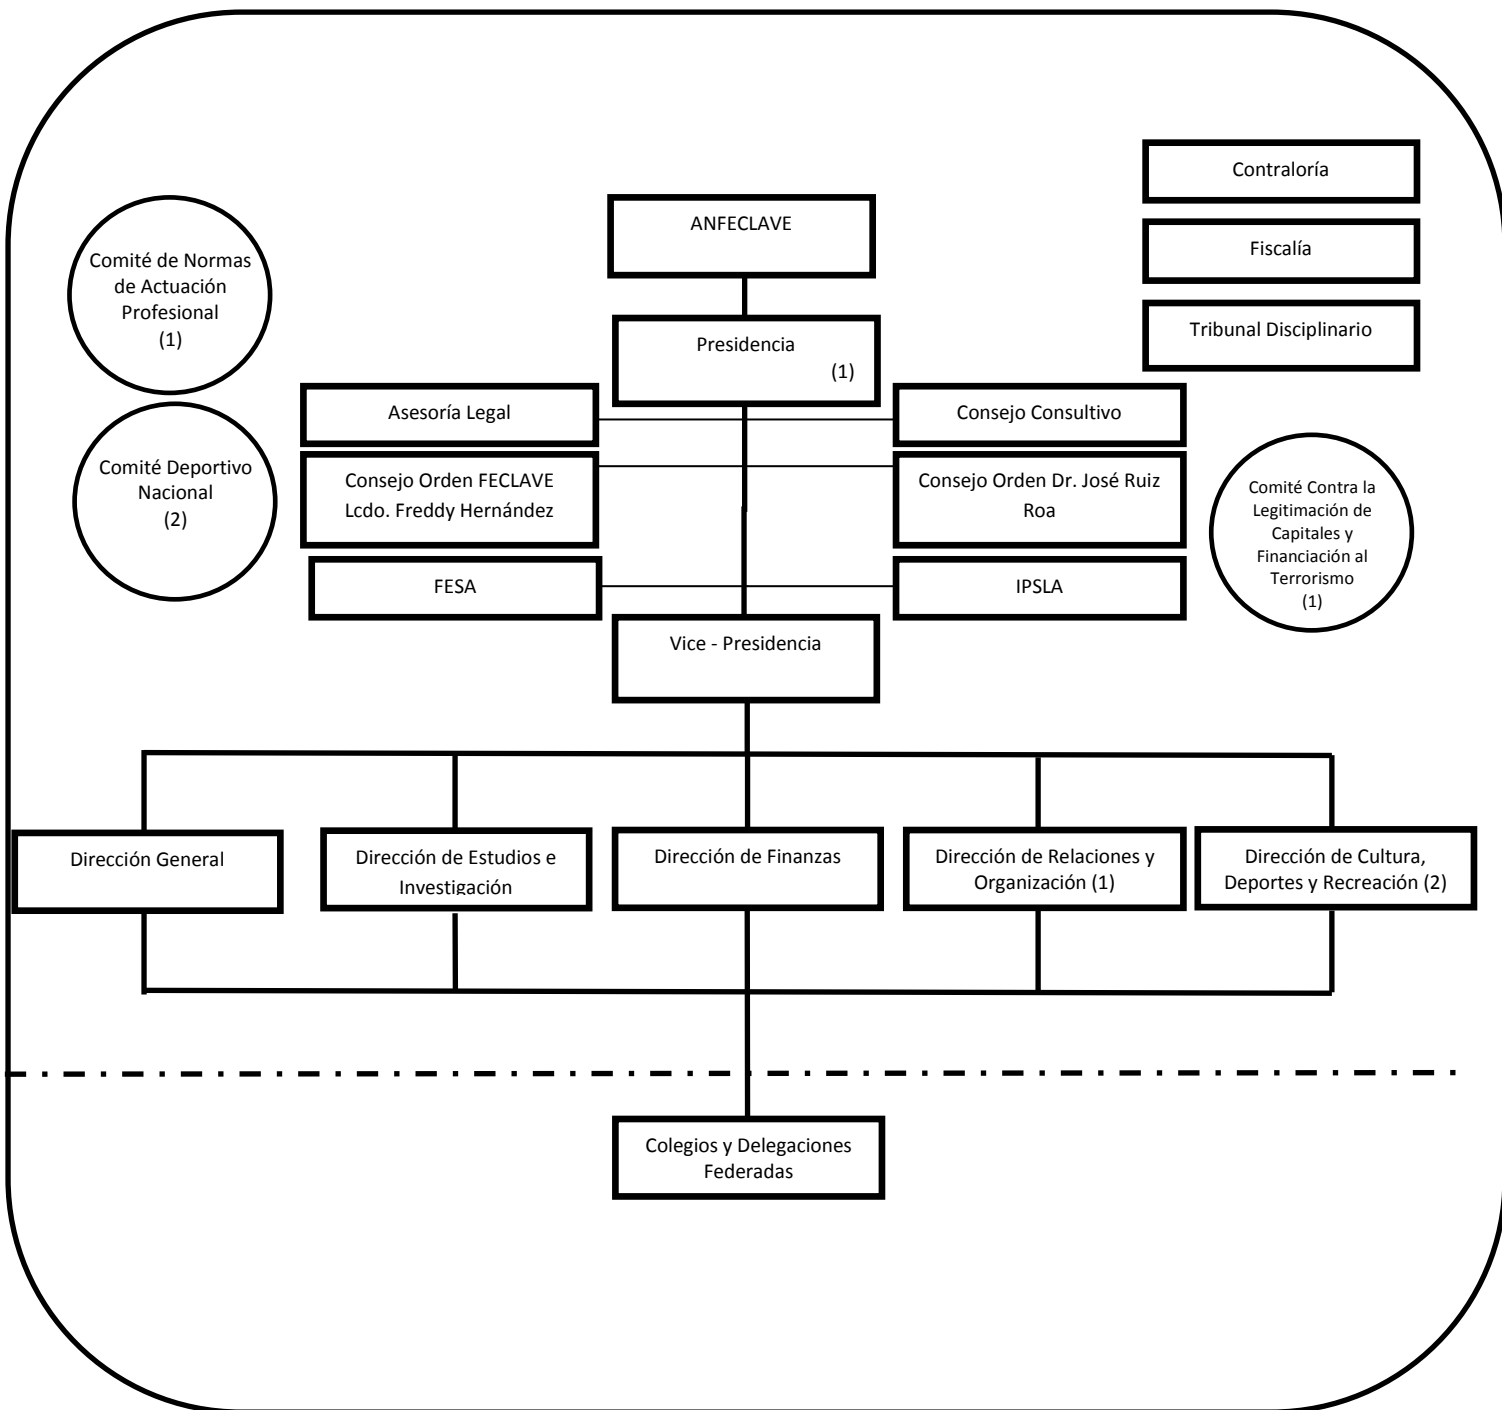 Contraloría
ANFECLAVE
Fiscalía
Comité de Normas
de Actuación
Profesional
(1)
Tribunal Disciplinario
Presidencia
(1)
Asesoría Legal
Consejo Consultivo
Comité Deportivo
Nacional
(2)
Consejo Orden FECLAVE
Lcdo. Freddy Hernández
Consejo Orden Dr. José Ruiz
Roa
Comité Contra la
Legitimación de
Capitales y
Financiación al
Terrorismo
(1)
FESA
IPSLA
Vice - Presidencia
Dirección General
Dirección de Estudios e
Investigación
Dirección de Finanzas
Dirección de Relaciones y
Organización (1)
Dirección de Cultura,
Deportes y Recreación (2)
Colegios y Delegaciones
Federadas